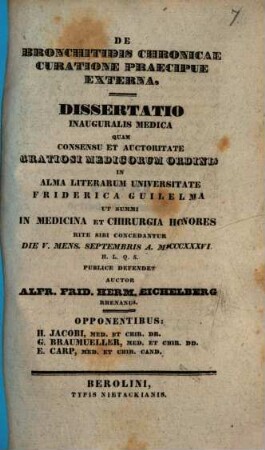 7
DE
BRONCHITIDIS CHRONICAE
CURATIONE PRAECIPUE
EXTERNA.
DISSERTATIO
INAUGURALIS MEDICA
QUAM
CONSENSU ET AUCTORITATE
GRATIOSI MEDICORUM ORDINIS
IN
ALMA LITERARUM UNIVERSITATE
FRIDERICA GUILELMA
UT SUMMI
IN MEDICINA ET CHIRURGIA HONORES
RITE SIBI CONCEDANTUR
DIE V. MENS. SEPTEMBRIS A. MDCCCXXXVI.
H. L. Q. S.
PUBLICE DEFENDET
AUCTOR
ALFR. FRID. HERM. EICHELBERG
RHENANUS.
OPPONENTIBUS:
H. JACOBI, MED. ET CHIR. DR.
G. BRAUMUELLER, MED. ET CHIR. DD.
E. CARP, MED. ET CHIR. CAND.
BEROLINI,
TYPIS NIETACKIANIS.